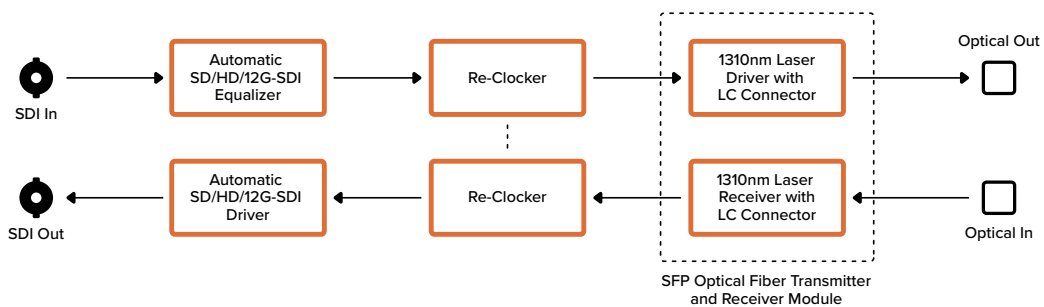 SDI In
Automatic
SD/HD/12G-SDI
Equalizer
Re-Clocker
1310nm Laser
Driver with
LC Connector
Optical Out
SDI Out
Automatic
SD/HD/12G-SDI
Driver
Re-Clocker
1310nm Laser
Receiver with
LC Connector
Optical In
SFP Optical Fiber Transmitter
and Receiver Module